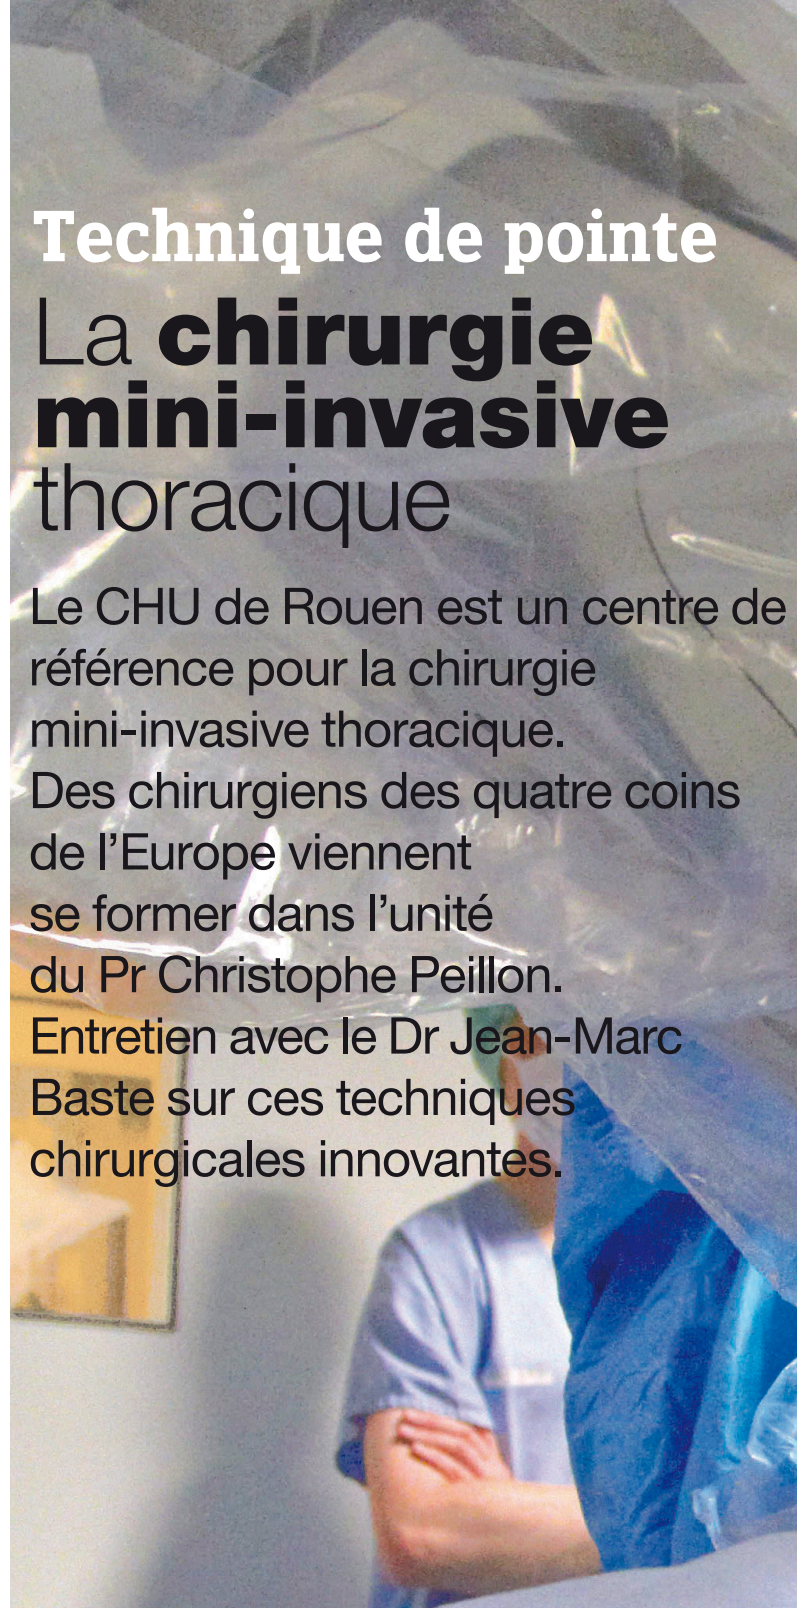 Technique de pointe
La chirurgie
mini-invasive
thoracique
Le CHU de Rouen est un centre de
référence pour la chirurgie
mini-invasive thoracique.
Des chirurgiens des quatre coins
de l’Europe viennent
se former dans l’unité
du Pr Christophe Peillon.
Entretien avec le Dr Jean-Marc
Baste sur ces techniques
chirurgicales innovantes.